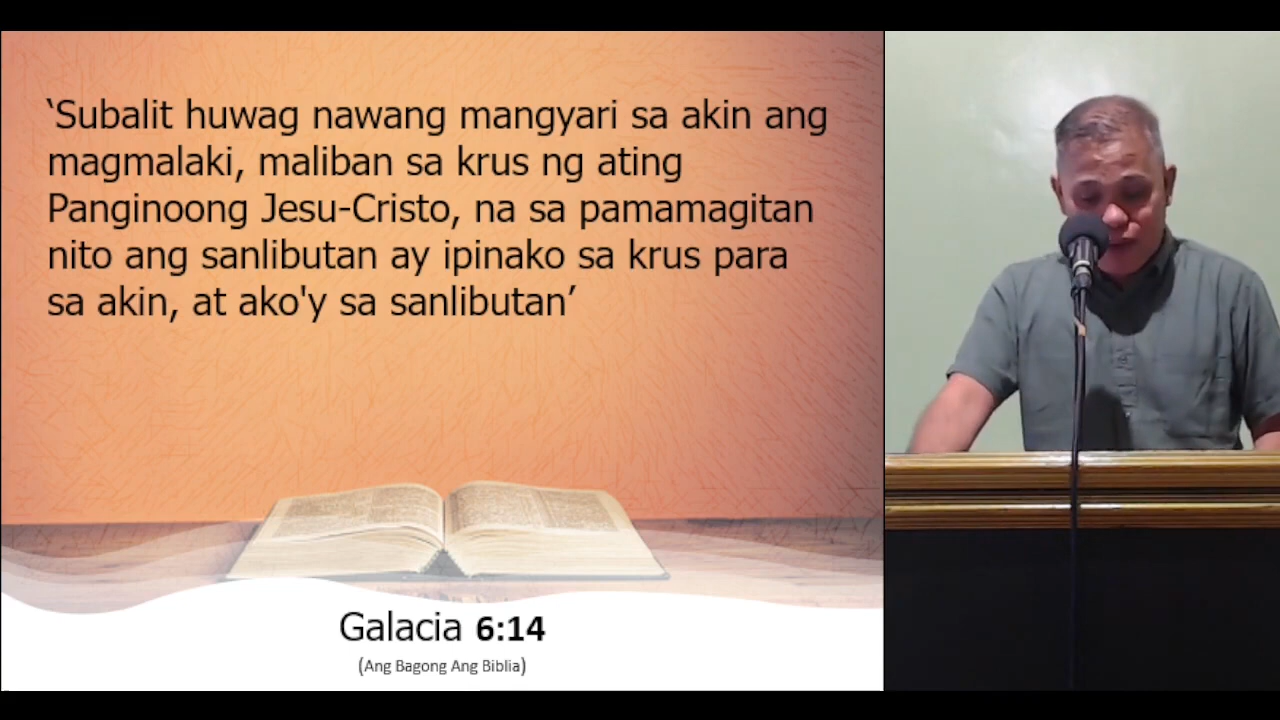 ‘Subalit huwag nawang mangyari sa akin ang
magmalaki, maliban sa krus ng ating
Panginoong Jesu-Cristo, na sa pamamagitan
nito ang sanlibutan ay ipinako sa krus para
sa akin, at ako'y sa sanlibutan’
Galacia 6:14
(Ang Bagong Ang Biblia)